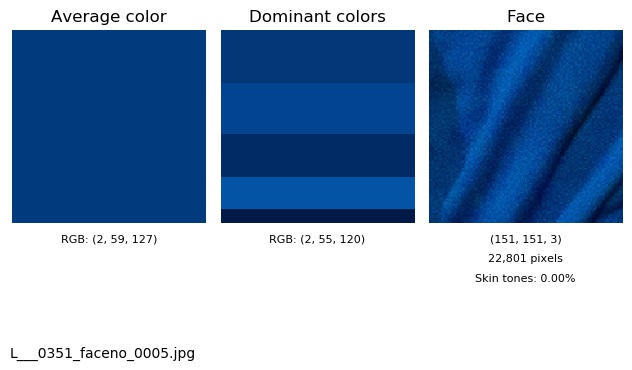 Average color
Dominant colors
Face
RGB: (2, 59, 127)
RGB: (2, 55, 120)
(151, 151, 3)
22,801 pixels
Skin tones: 0.00%
L___0351_faceno_0005.jpg